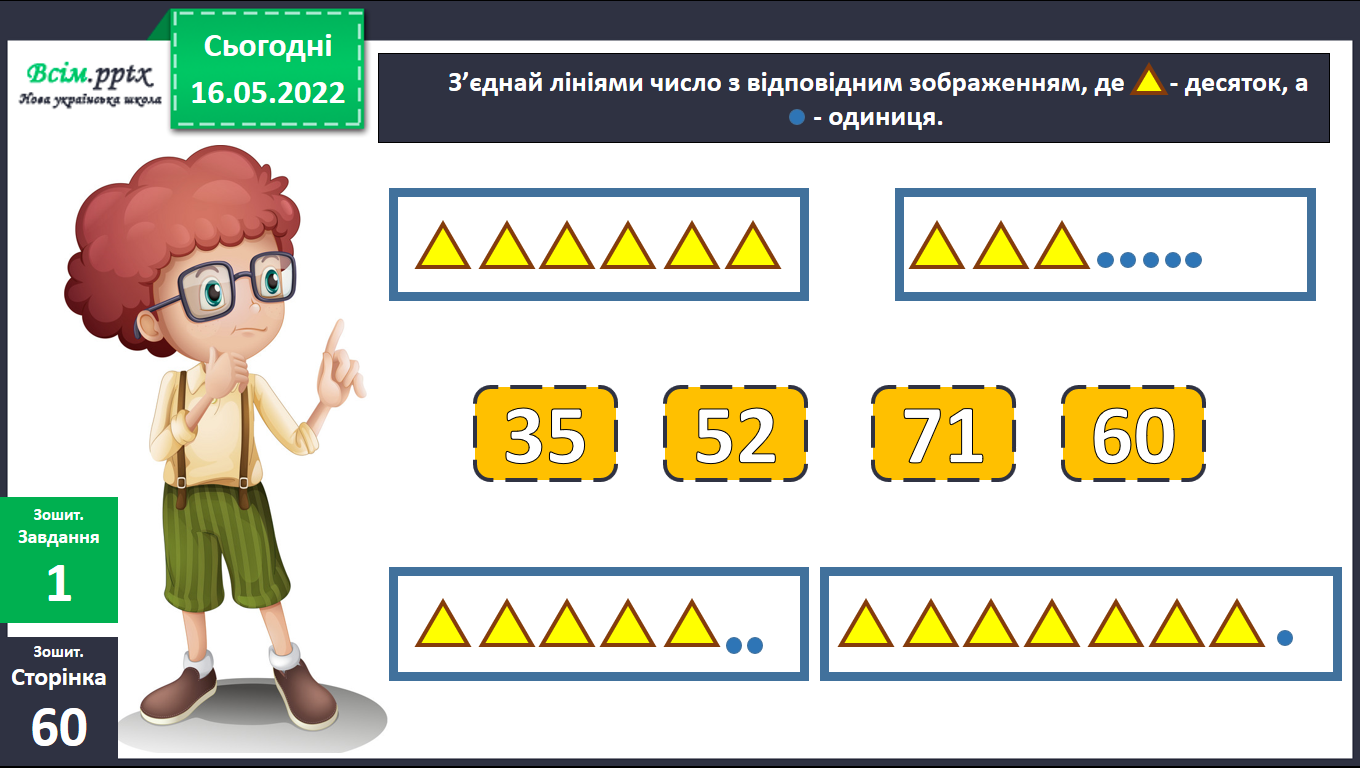 Всім.pptx
Нова українська школа
Сьогодні
16.05.2022
З’єднай лініями число з відповідним зображенням, де - десяток, а
- одиниця.
35 52 71 60
Зошит.
Завдання
1
Зошит.
Сторінка
60